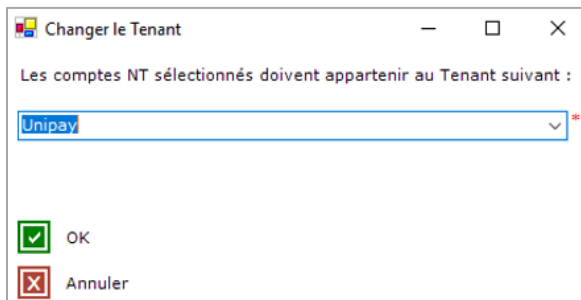 Changer le Tenant
Les comptes NT sélectionnés doivent appartenir au Tenant suivant :
Unipay *
OK
Annuler